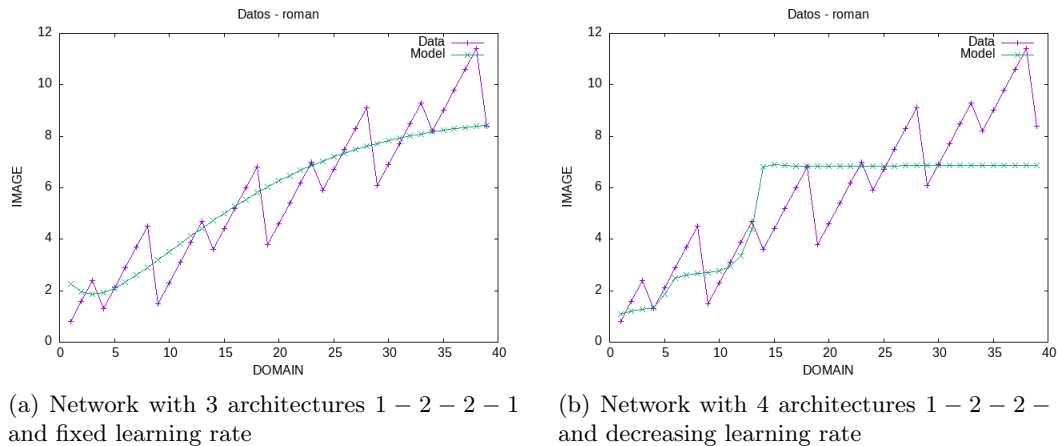 Datos - roman
12
10
8
6
4
2
0
IMAGE
Data
Model
0 5 10 15 20 25 30 35 40
DOMAIN
(a) Network with 3 architectures 1 − 2 − 2 − 1
and fixed learning rate
Datos - roman
12
10
8
6
4
2
0
IMAGE
Data
Model
0 5 10 15 20 25 30 35 40
DOMAIN
(b) Network with 4 architectures 1 − 2 − 2 −
and decreasing learning rate